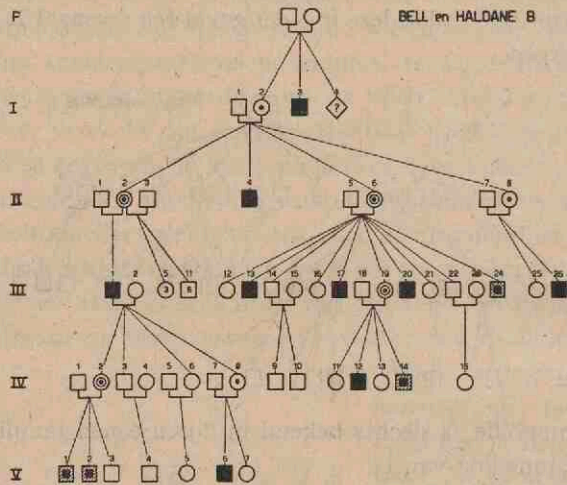 P. BELL en HALDANE B
1 2 3 4
I ?
1 2 3 4 5 6 7 8
II
1 2 5 11 12 13 14 15 16 17 18 19 20 21 22 23 24 25 26
III 3 5
1 2 3 4 5 6 7 8 9 10 11 12 13 14 15
IV
1 2 3 4 5 6 7
V